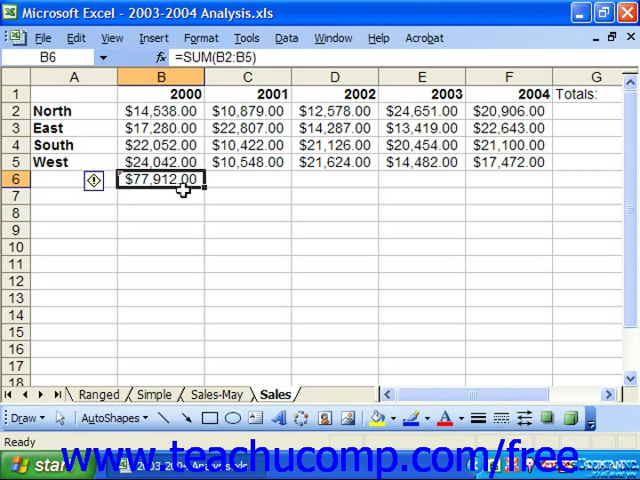 Microsoft Excel - 2003-2004 Analysis.xls
File Edit View Insert Format Tools Data Window Help Acrobat
B6 fx =SUM(B2:B5)
A B C D E F G
1 2000 2001 2002 2003 2004 Totals:
2 North $14,538.00 $10,879.00 $12,578.00 $24,651.00 $20,906.00
3 East $17,280.00 $22,807.00 $14,287.00 $13,419.00 $22,643.00
4 South $22,052.00 $10,422.00 $21,126.00 $20,454.00 $21,100.00
5 West $24,042.00 $10,548.00 $21,624.00 $14,482.00 $17,472.00
6 $77,912.00
7
8
9
10
11
12
13
14
15
16
17
18
Ranged Simple Sales-May Sales
Draw AutoShapes
Ready
start 2003-2004 Analysis.xls
www.teachucomp.com/free